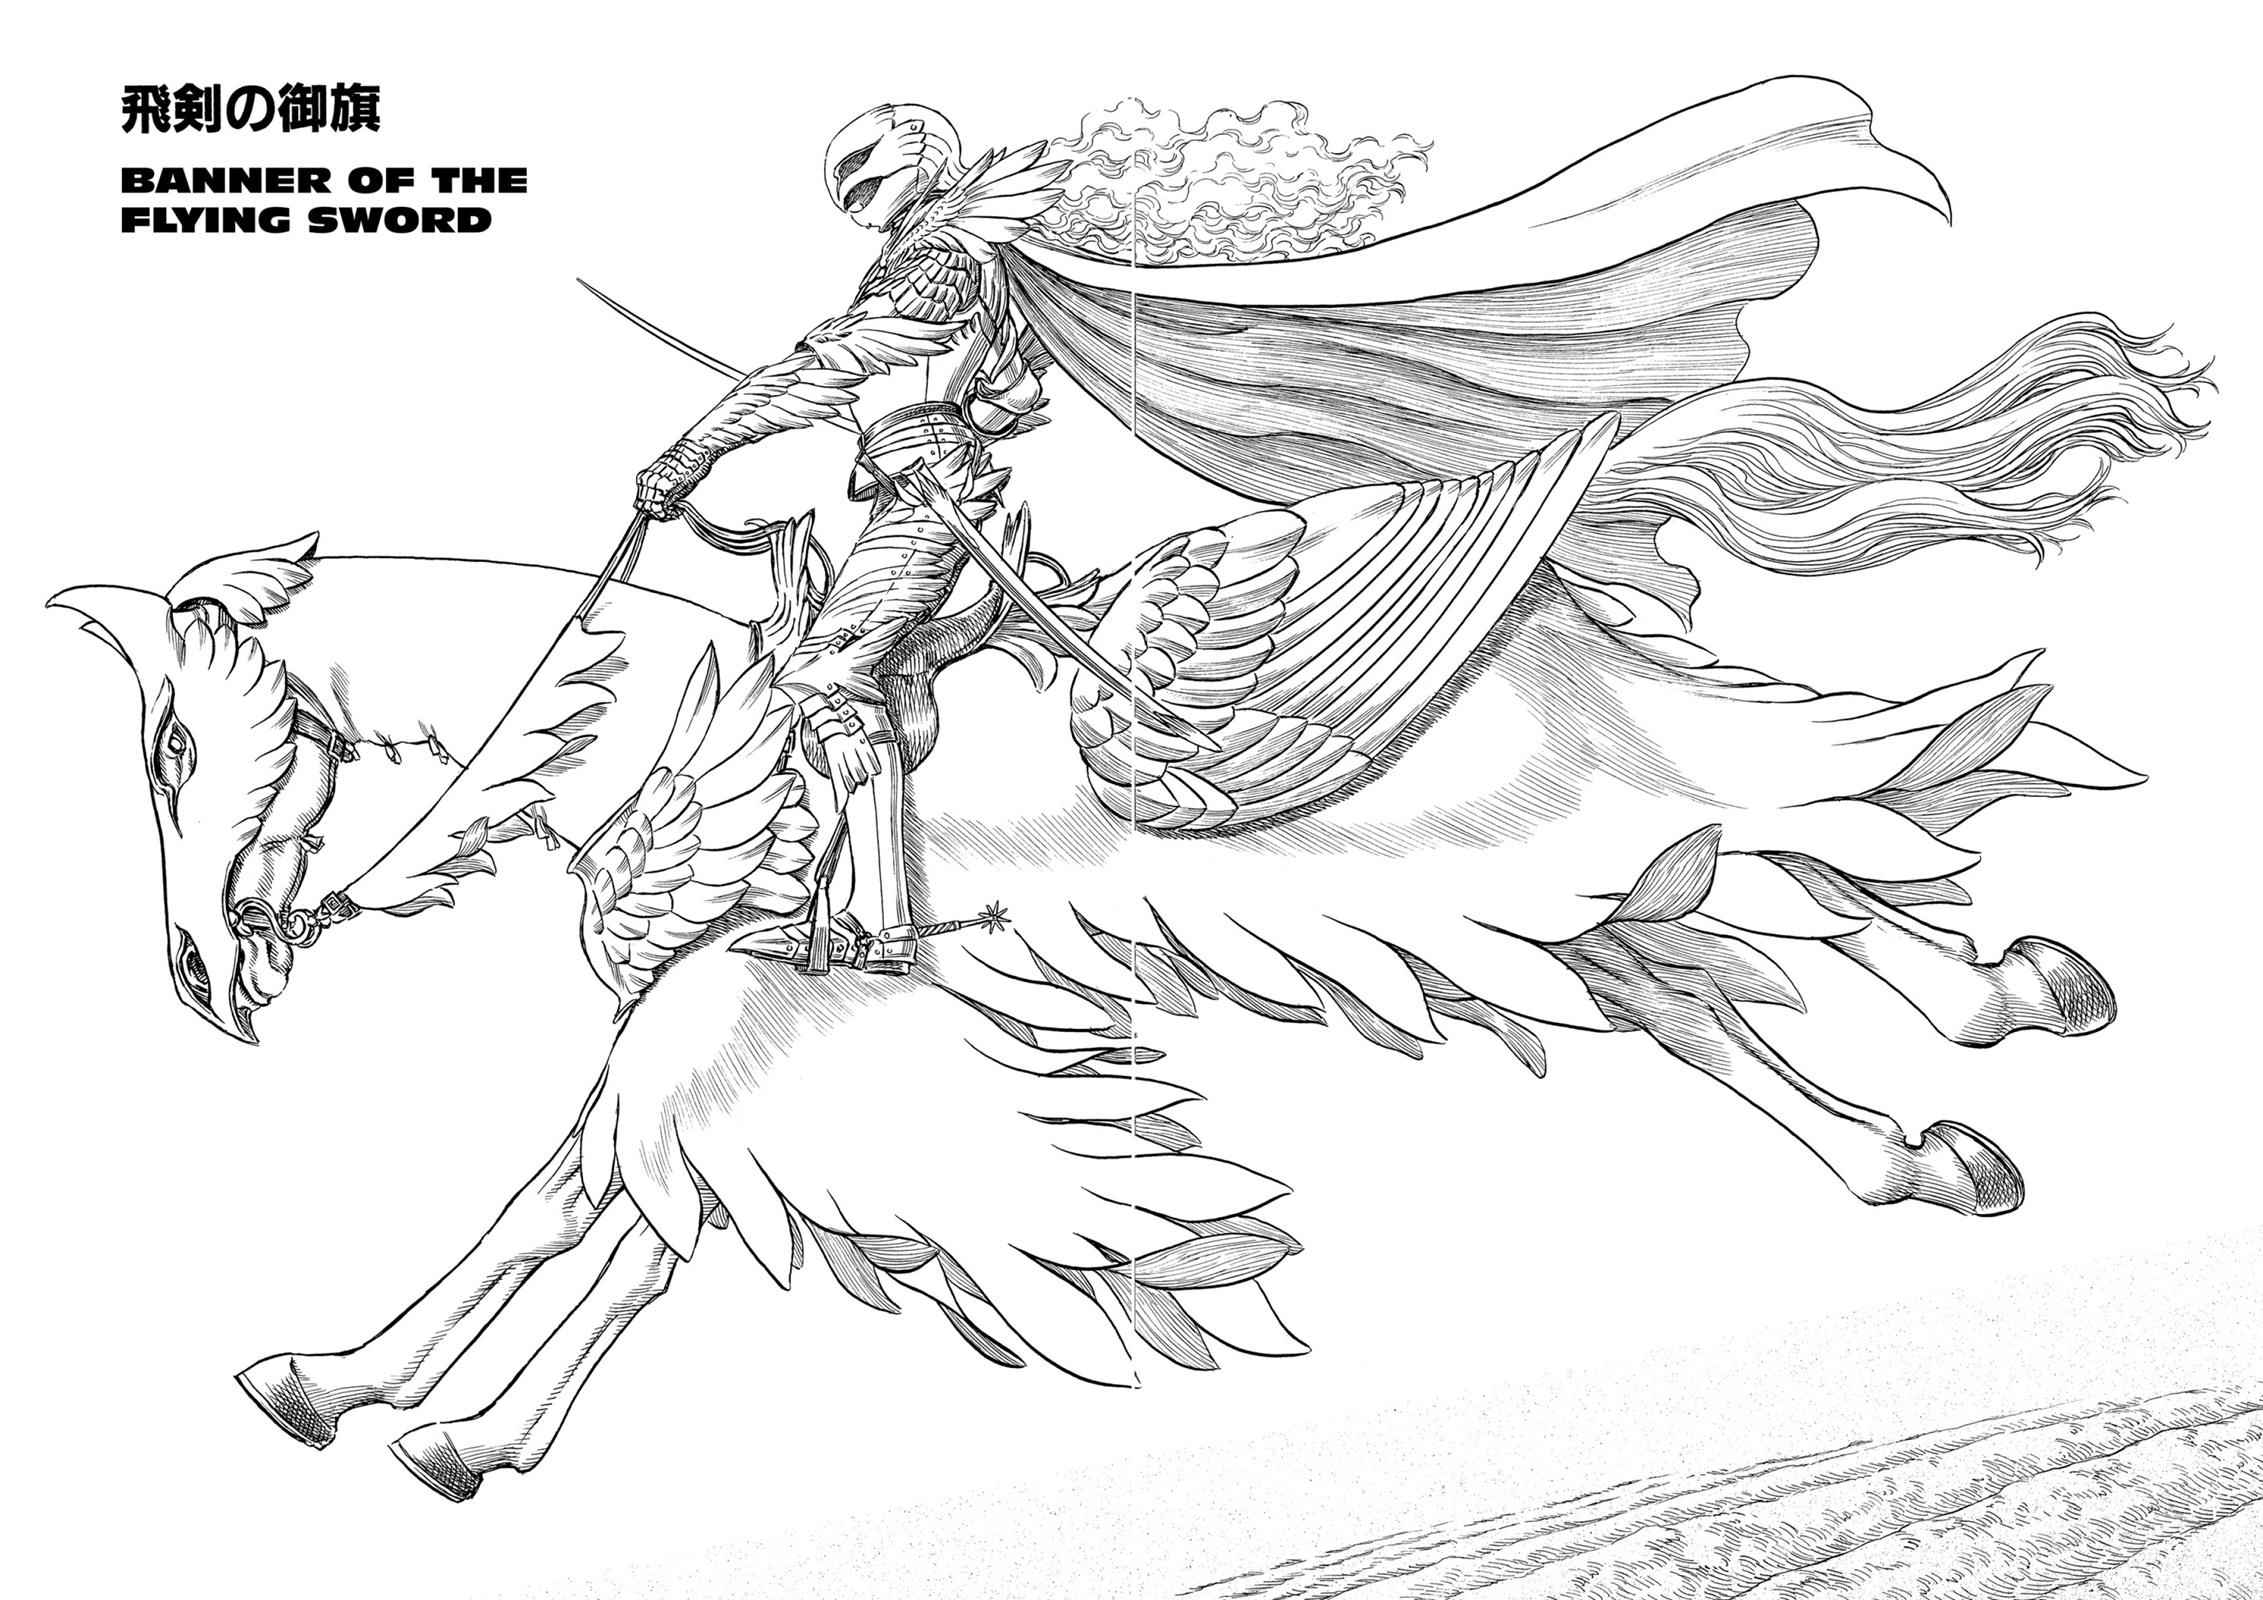 飛剣の御旗
BANNER OF THE
FLYING SWORD